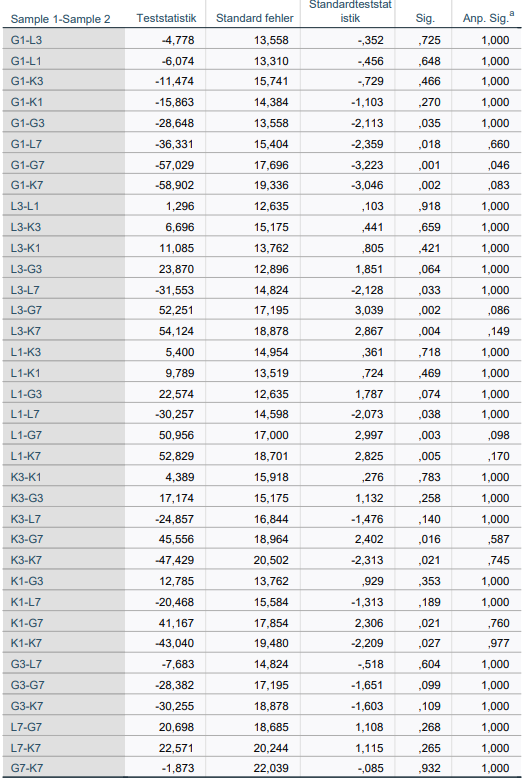 Sample 1-Sample 2 Teststatistik Standard fehler Standardteststat istik Sig. Anp. Sig.a
G1-L3 -4,778 13,558 -,352 ,725 1,000
G1-L1 -6,074 13,310 -,456 ,648 1,000
G1-K3 -11,474 15,741 -,729 ,466 1,000
G1-K1 -15,863 14,384 -1,103 ,270 1,000
G1-G3 -28,648 13,558 -2,113 ,035 1,000
G1-L7 -36,331 15,404 -2,359 ,018 ,660
G1-G7 -57,029 17,696 -3,223 ,001 ,046
G1-K7 -58,902 19,336 -3,046 ,002 ,083
L3-L1 1,296 12,635 ,103 ,918 1,000
L3-K3 6,696 15,175 ,441 ,659 1,000
L3-K1 11,085 13,762 ,805 ,421 1,000
L3-G3 23,870 12,896 1,851 ,064 1,000
L3-L7 -31,553 14,824 -2,128 ,033 1,000
L3-G7 52,251 17,195 3,039 ,002 ,086
L3-K7 54,124 18,878 2,867 ,004 ,149
L1-K3 5,400 14,954 ,361 ,718 1,000
L1-K1 9,789 13,519 ,724 ,469 1,000
L1-G3 22,574 12,635 1,787 ,074 1,000
L1-L7 -30,257 14,598 -2,073 ,038 1,000
L1-G7 50,956 17,000 2,997 ,003 ,098
L1-K7 52,829 18,701 2,825 ,005 ,170
K3-K1 4,389 15,918 ,276 ,783 1,000
K3-G3 17,174 15,175 1,132 ,258 1,000
K3-L7 -24,857 16,844 -1,476 ,140 1,000
K3-G7 45,556 18,964 2,402 ,016 ,587
K3-K7 -47,429 20,502 -2,313 ,021 ,745
K1-G3 12,785 13,762 ,929 ,353 1,000
K1-L7 -20,468 15,584 -1,313 ,189 1,000
K1-G7 41,167 17,854 2,306 ,021 ,760
K1-K7 -43,040 19,480 -2,209 ,027 ,977
G3-L7 -7,683 14,824 -,518 ,604 1,000
G3-G7 -28,382 17,195 -1,651 ,099 1,000
G3-K7 -30,255 18,878 -1,603 ,109 1,000
L7-G7 20,698 18,685 1,108 ,268 1,000
L7-K7 22,571 20,244 1,115 ,265 1,000
G7-K7 -1,873 22,039 -,085 ,932 1,000